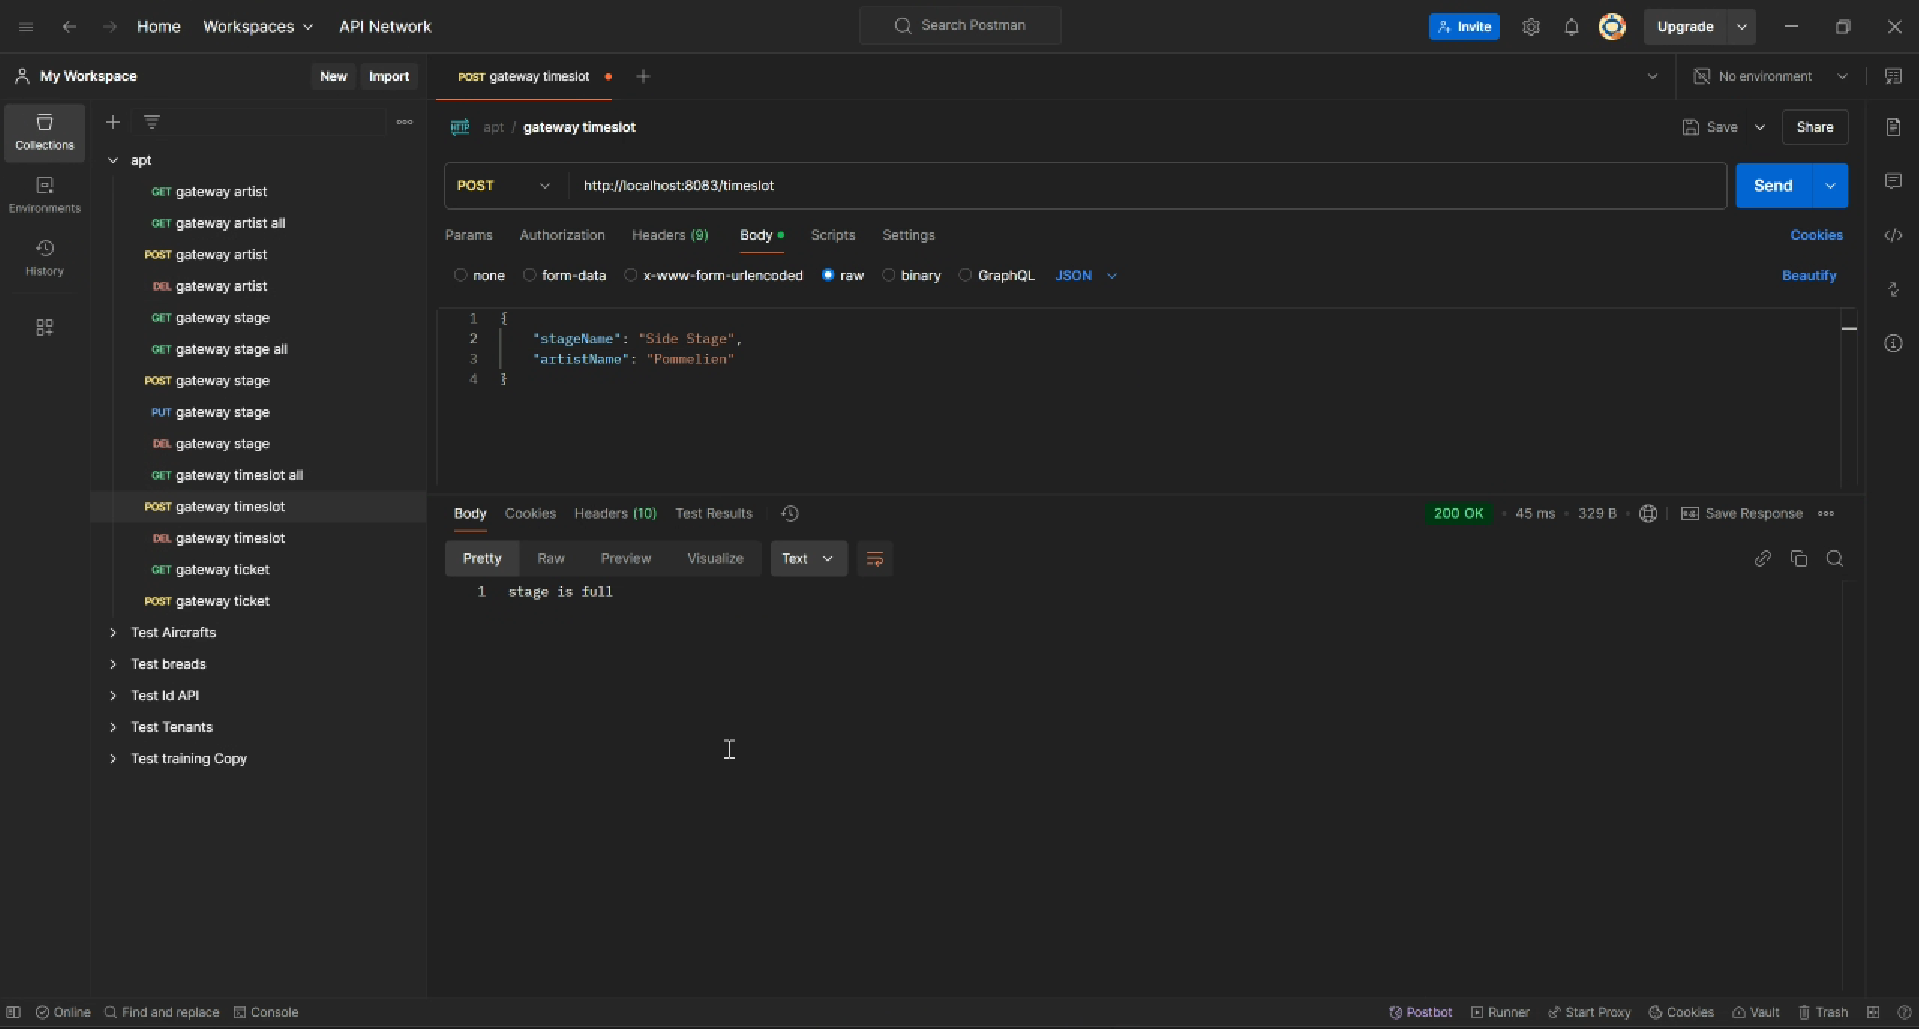 Home Workspaces API Network Search Postman Invite Upgrade
My Workspace New Import POST gateway timeslot No environment
Collections
Environments
History
apt
GET gateway artist
GET gateway artist all
POST gateway artist
DEL gateway artist
GET gateway stage
GET gateway stage all
POST gateway stage
PUT gateway stage
DEL gateway stage
GET gateway timeslot all
POST gateway timeslot
DEL gateway timeslot
GET gateway ticket
POST gateway ticket
Test Aircrafts
Test breads
Test Id API
Test Tenants
Test training Copy
HTTP apt / gateway timeslot Save Share
POST http://localhost:8083/timeslot Send
Params Authorization Headers (9) Body Scripts Settings Cookies
none form-data x-www-form-urlencoded raw binary GraphQL JSON Beautify
1 {
2 "stageName": "Side Stage",
3 "artistName": "Pommelien"
4 }
Body Cookies Headers (10) Test Results 200 OK 45 ms 329 B Save Response
Pretty Raw Preview Visualize Text
1 stage is full
Online Find and replace Console Postbot Runner Start Proxy Cookies Vault Trash